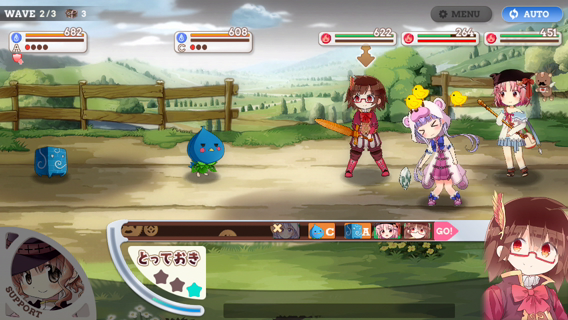 WAVE 2/3 3
MENU
AUTO
682
A
608
C
622
264
451
C
A
GO!
とっておき
SUPPORT